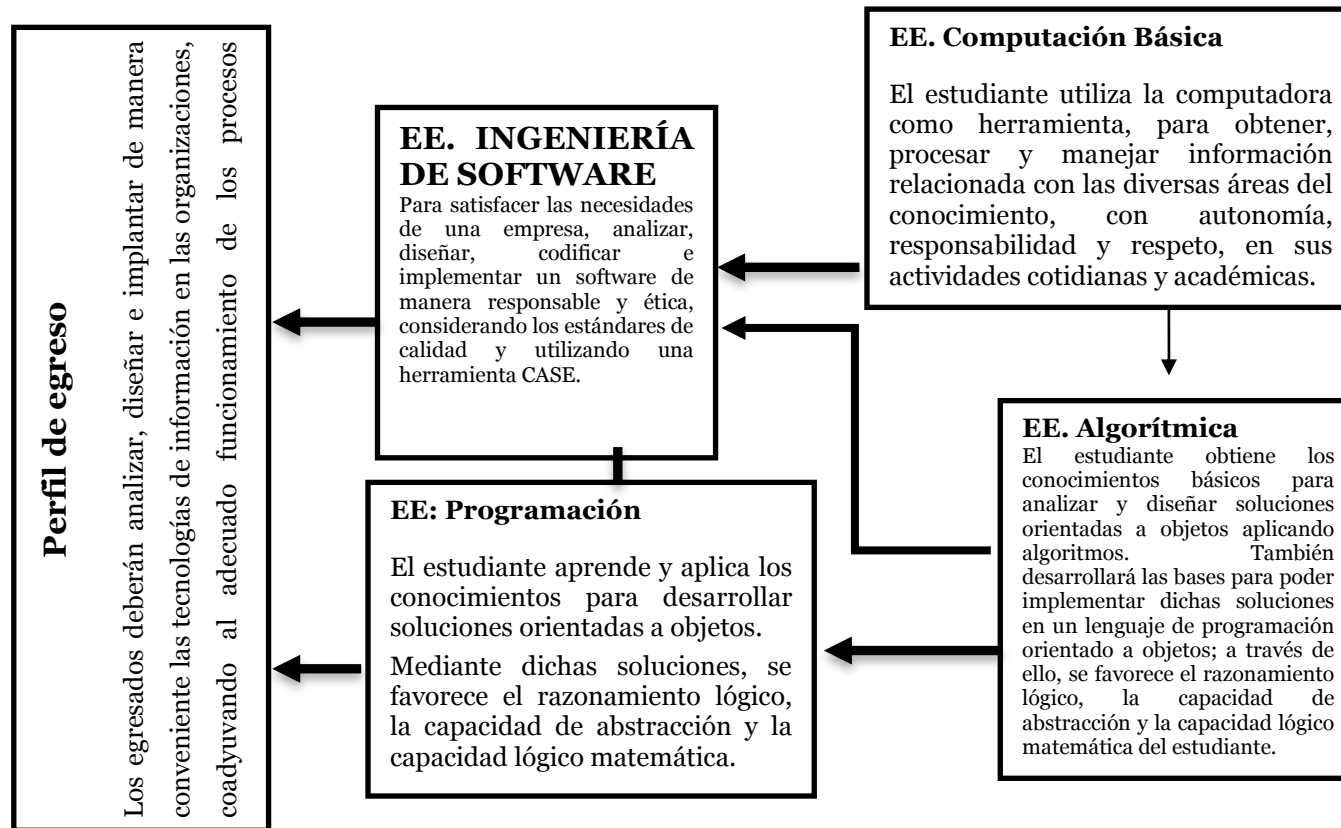 Perfil de egreso
Los egresados deberán analizar, diseñar e implantar de manera
conveniente las tecnologías de información en las organizaciones,
coadyuvando al adecuado funcionamiento de los procesos
EE. INGENIERÍA
DE SOFTWARE
Para satisfacer las necesidades
de una empresa, analizar,
diseñar, codificar e
implementar un software de
manera responsable y ética,
considerando los estándares de
calidad y utilizando una
herramienta CASE.
EE: Programación
El estudiante aprende y aplica los
conocimientos para desarrollar
soluciones orientadas a objetos.
Mediante dichas soluciones, se
favorece el razonamiento lógico,
la capacidad de abstracción y la
capacidad lógico matemática.
EE. Computación Básica
El estudiante utiliza la computadora
como herramienta, para obtener,
procesar y manejar información
relacionada con las diversas áreas del
conocimiento, con autonomía,
responsabilidad y respeto, en sus
actividades cotidianas y académicas.
EE. Algorítmica
El estudiante obtiene los
conocimientos básicos para
analizar y diseñar soluciones
orientadas a objetos aplicando
algoritmos. También
desarrollará las bases para poder
implementar dichas soluciones
en un lenguaje de programación
orientado a objetos; a través de
ello, se favorece el razonamiento
lógico, la capacidad de
abstracción y la capacidad lógico
matemática del estudiante.